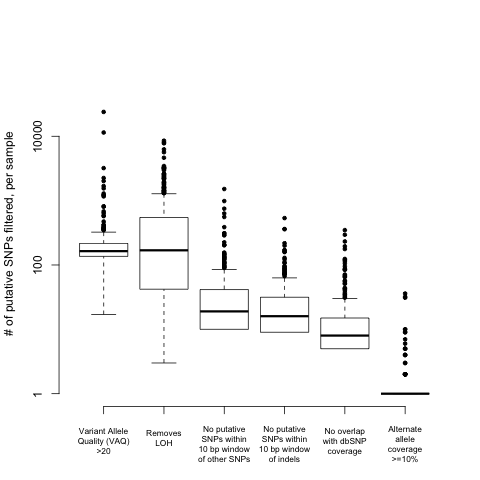 # of putative SNPs filtered, per sample
10000
100
1
Variant Allele
Quality (VAQ)
>20
Removes
LOH
No putative
SNPs within
10 bp window
of other SNPs
No putative
SNPs within
10 bp window
of indels
No overlap
with dbSNP
coverage
Alternate
allele
coverage
>=10%